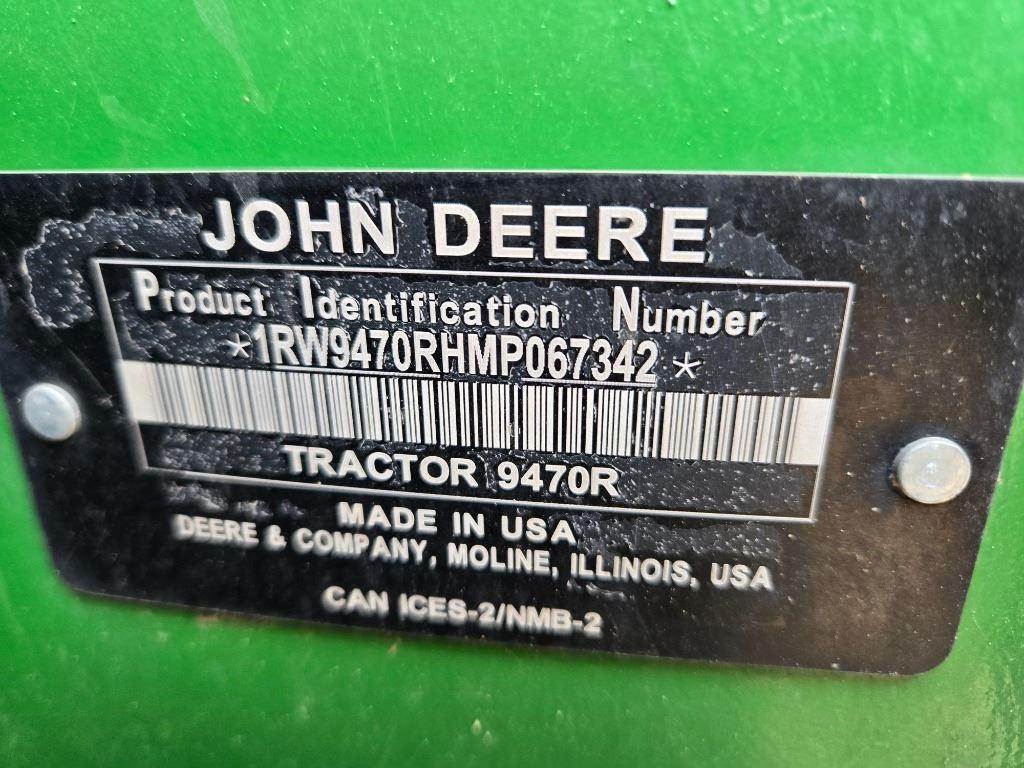 JOHN DEERE
Product Identification Number
*1RW9470RHMP067342*
TRACTOR 9470R
MADE IN USA
DEERE & COMPANY, MOLINE, ILLINOIS, USA
CAN ICES-2/NMB-2